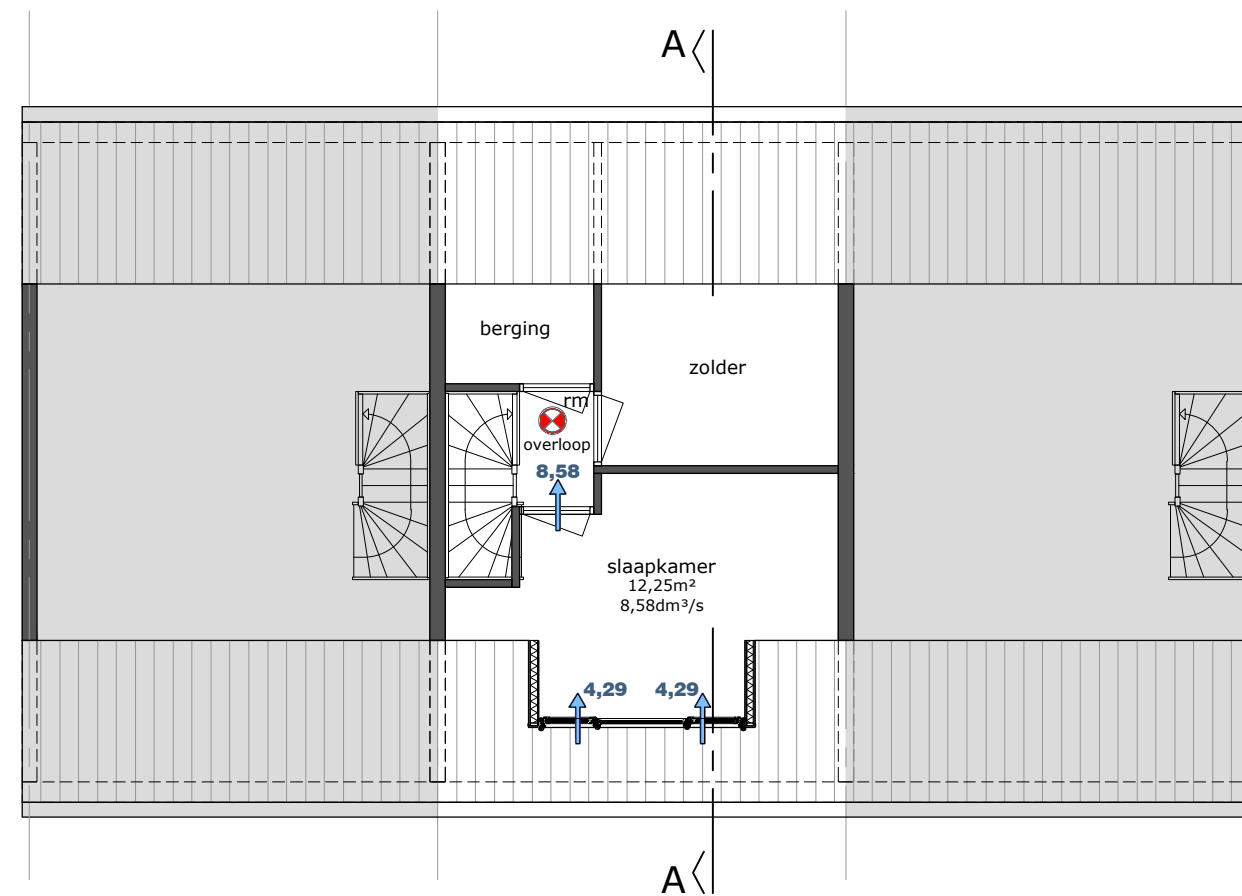 A
berging
zolder
rm
overloop
8,58
slaapkamer
12,25m²
8,58dm³/s
4,29 4,29
A